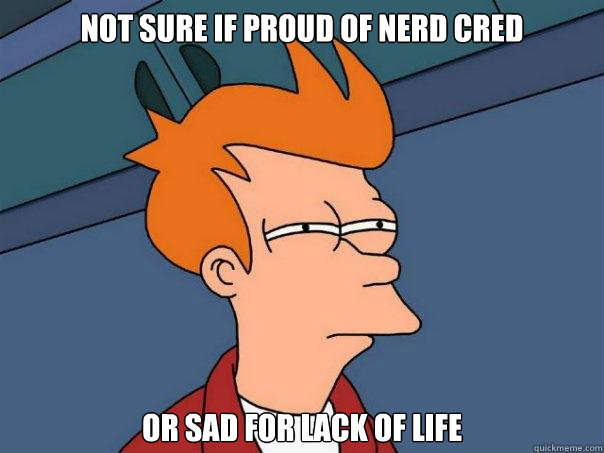 NOT SURE IF PROUD OF NERD CRED
OR SAD FOR LACK OF LIFE
quickmeme.com